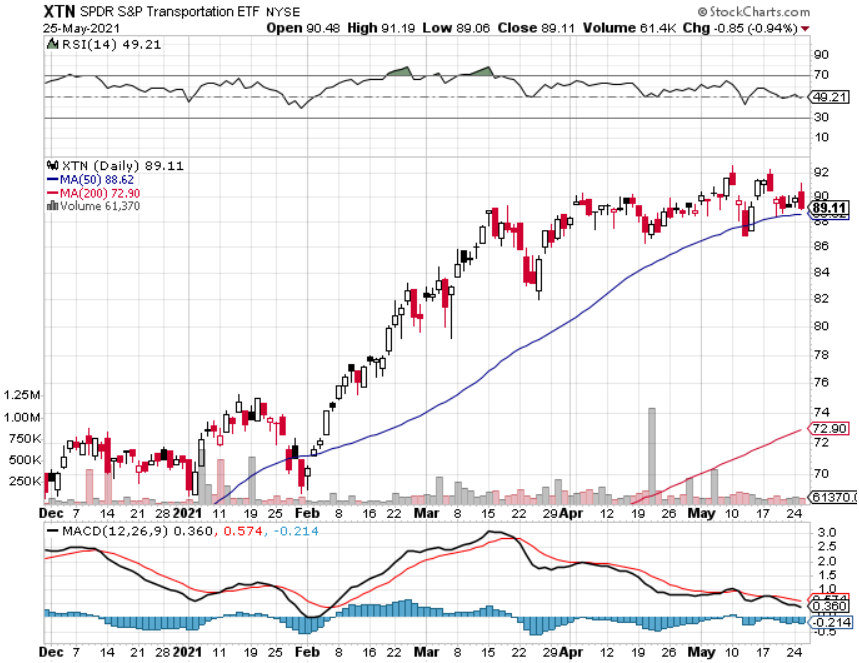 XTN SPDR S&P Transportation ETF NYSE
© StockCharts.com
25-May-2021
Open 90.48 High 91.19 Low 89.06 Close 89.11 Volume 61.4K Chg -0.85 (-0.94%)
RSI(14) 49.21
90
70
49.21
30
10
XTN (Daily) 89.11
MA(50) 88.62
MA(200) 72.90
Volume 61,370
92
90
89.11
88
86
84
82
80
78
76
74
72.90
72
70
61370.0
1.25M
1.00M
750K
500K
250K
Dec 7 14 21 28 2021 11 19 25 Feb 8 16 22 Mar 8 15 22 29 Apr 12 19 26 May 10 17 24
MACD(12,26,9) 0.360, 0.574, -0.214
3.0
2.5
2.0
1.5
1.0
0.574
0.360
-0.214
-0.5
Dec 7 14 21 28 2021 11 19 25 Feb 8 16 22 Mar 8 15 22 29 Apr 12 19 26 May 10 17 24